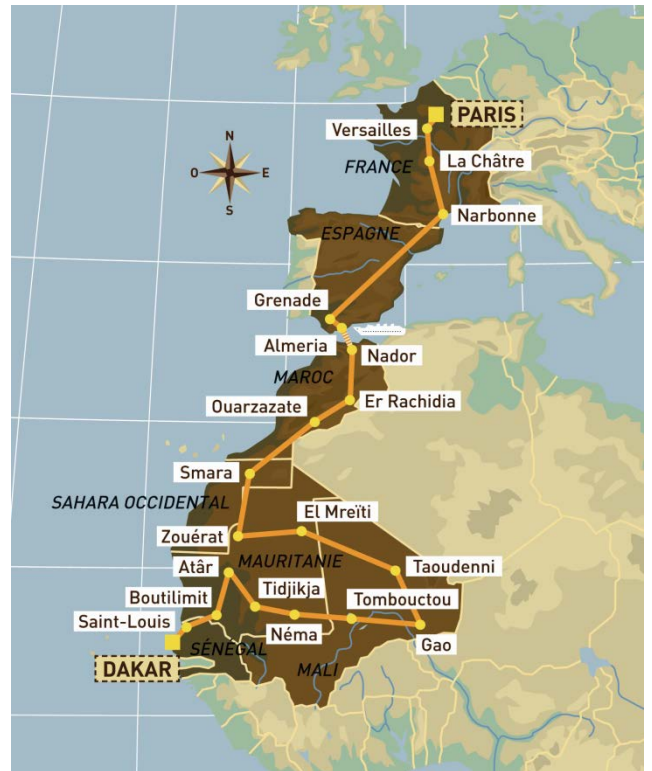 PARIS
Versailles
FRANCE
La Châtre
N
O
E
S
Narbonne
ESPAGNE
Grenade
Almeria
Nador
MAROC
Er Rachidia
Ouarzazate
Smara
SAHARA OCCIDENTAL
El Mreïti
Zouérat
MAURITANIE
Atâr
Taoudenni
Tidjikja
Boutilimit
Tombouctou
Saint-Louis
Néma
Gao
SÉNÉGAL
DAKAR
MALI